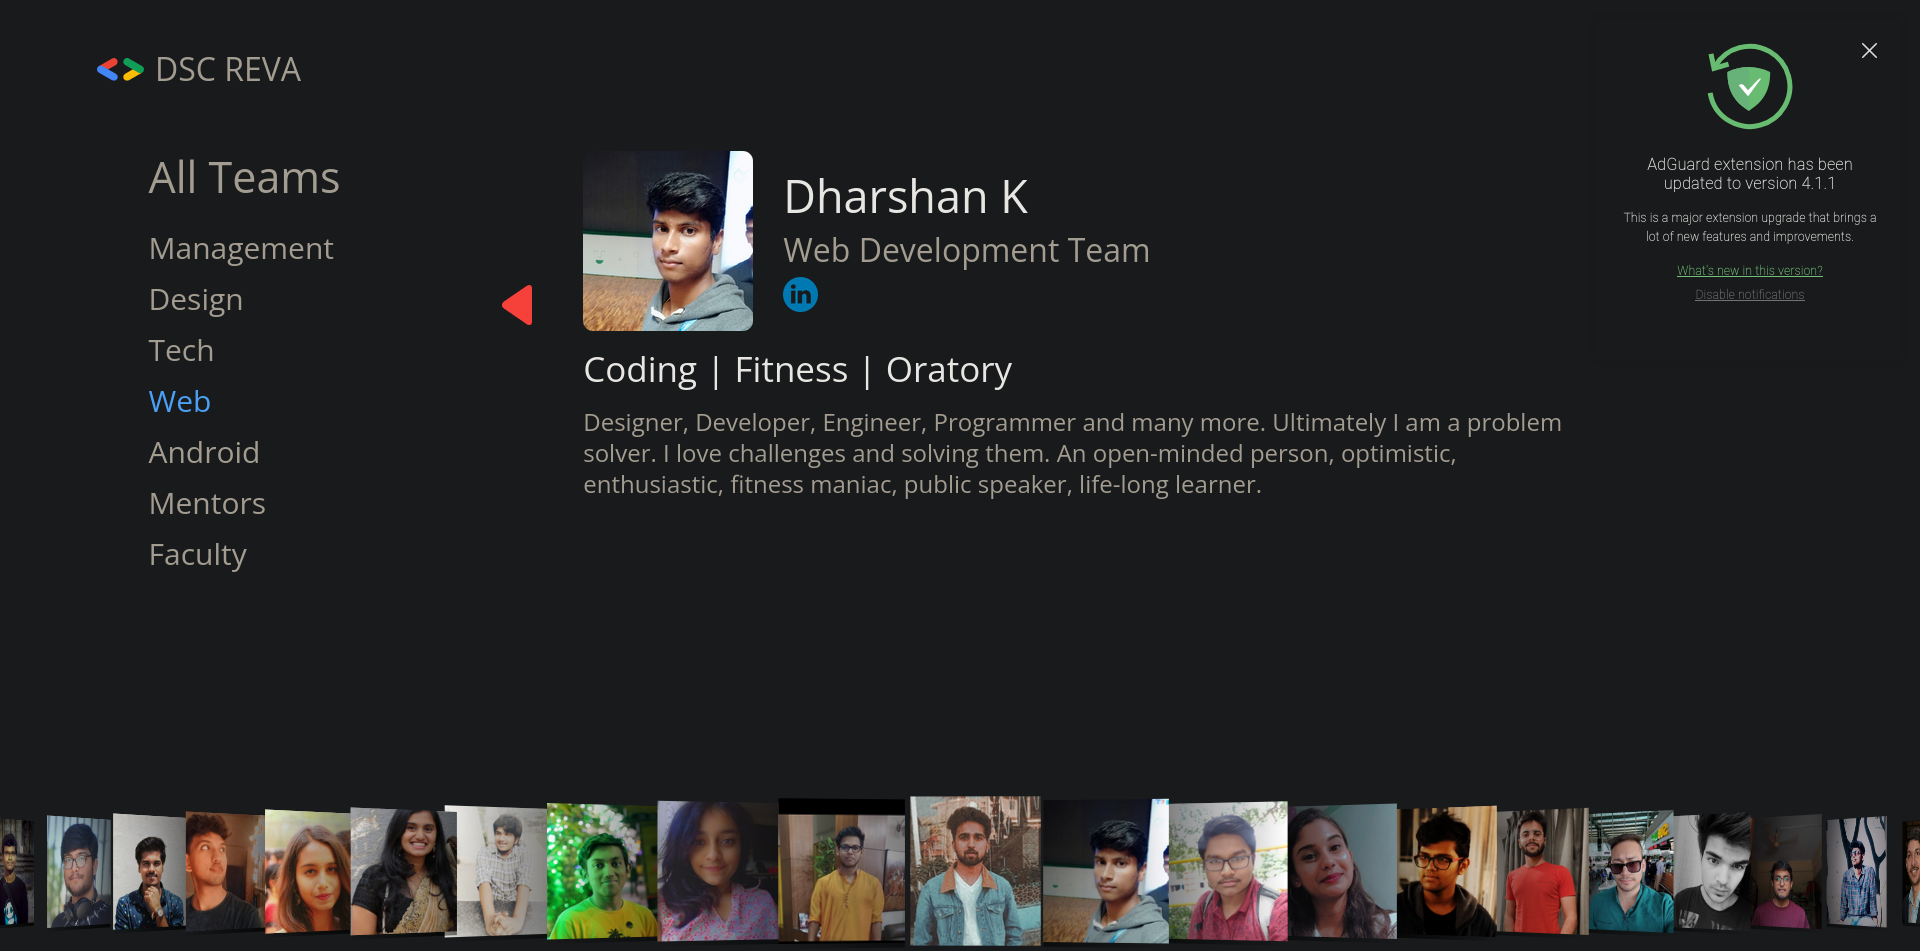 DSC REVA
All Teams
Management
Design
Tech
Web
Android
Mentors
Faculty
Dharshan K
Web Development Team
in
Coding | Fitness | Oratory
Designer, Developer, Engineer, Programmer and many more. Ultimately I am a problem
solver. I love challenges and solving them. An open-minded person, optimistic,
enthusiastic, fitness maniac, public speaker, life-long learner.
AdGuard extension has been
updated to version 4.1.1
This is a major extension upgrade that brings a
lot of new features and improvements.
What's new in this version?
Disable notifications